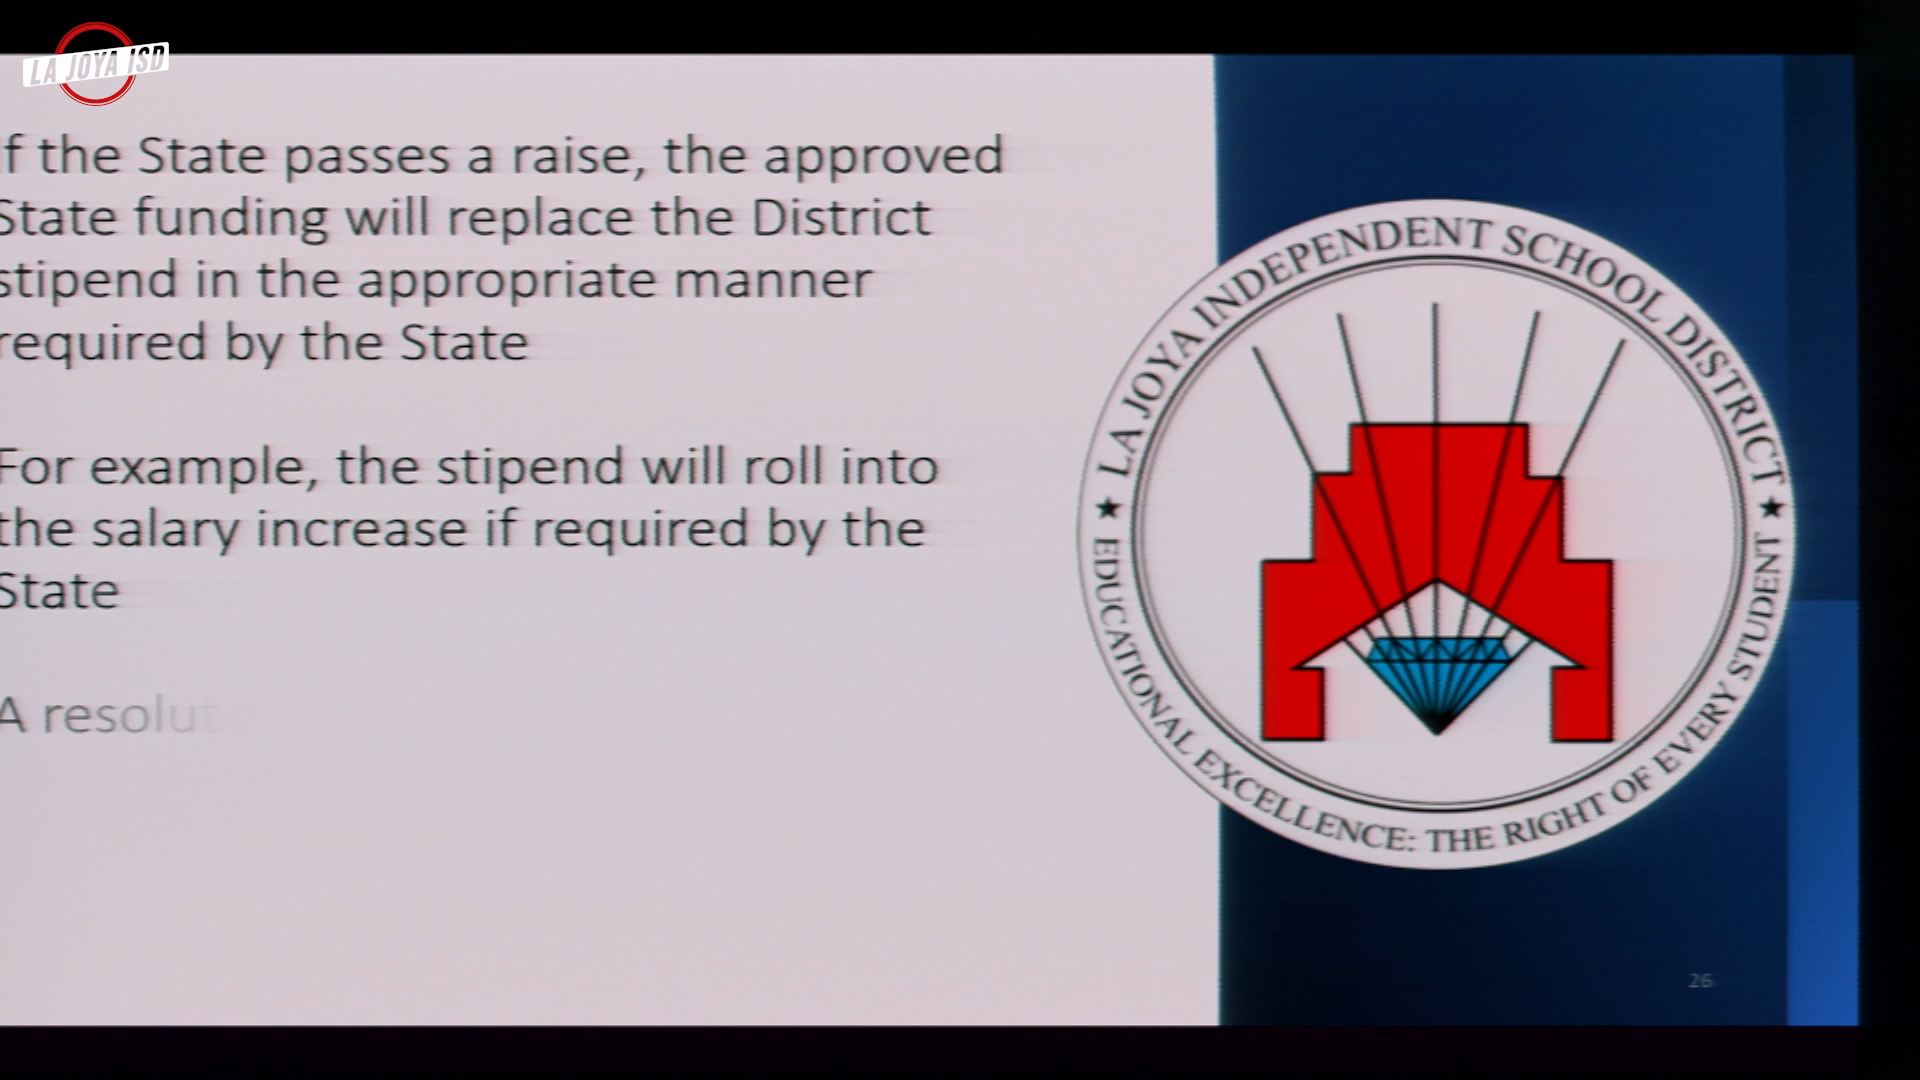 LA JOYA ISD
If the State passes a raise, the approved
State funding will replace the District
stipend in the appropriate manner
required by the State
For example, the stipend will roll into
the salary increase if required by the
State
A resolut
LA JOYA INDEPENDENT SCHOOL DISTRICT
★ EDUCATIONAL EXCELLENCE: THE RIGHT OF EVERY STUDENT ★
26